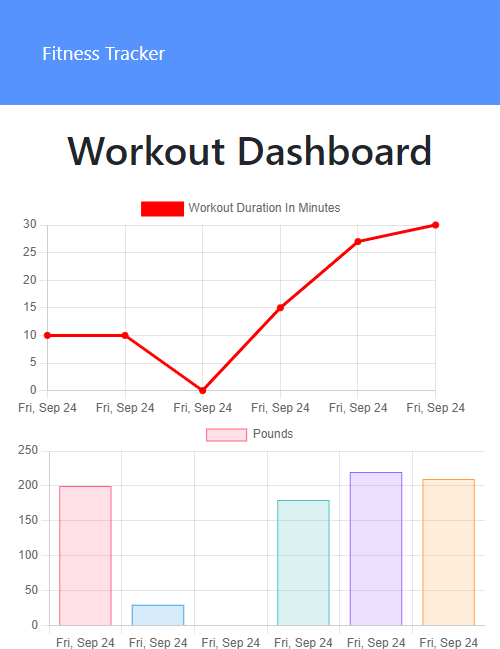 Fitness Tracker
Workout Dashboard
Workout Duration In Minutes
30
25
20
15
10
5
0
Fri, Sep 24 Fri, Sep 24 Fri, Sep 24 Fri, Sep 24 Fri, Sep 24 Fri, Sep 24
Pounds
250
200
150
100
50
0
Fri, Sep 24 Fri, Sep 24 Fri, Sep 24 Fri, Sep 24 Fri, Sep 24 Fri, Sep 24